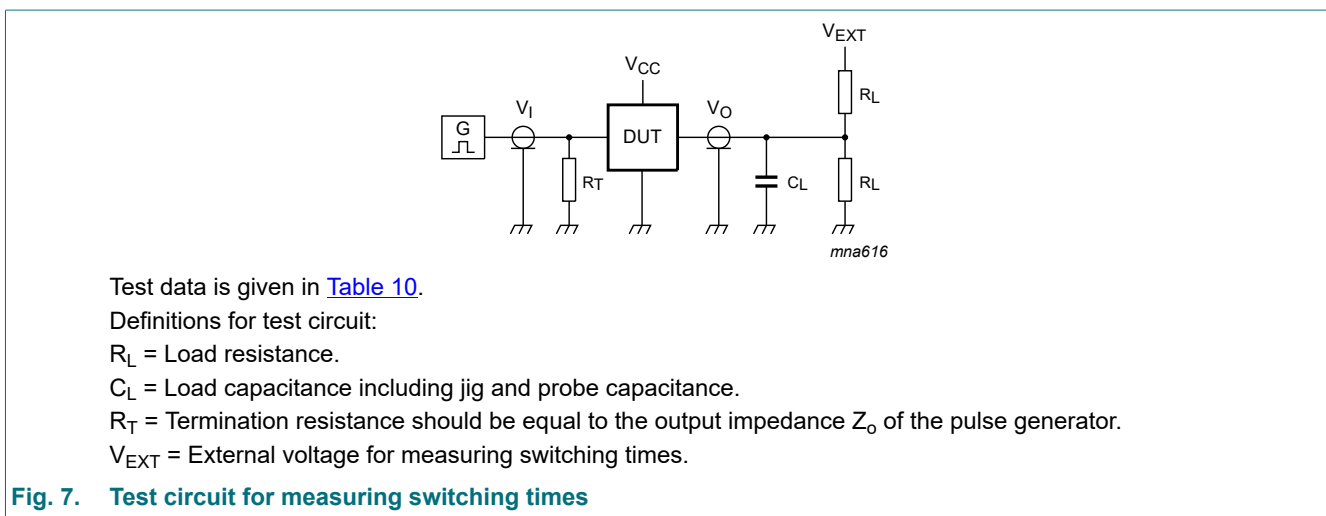 VEXT
VCC
RL
VI
VO
G
DUT
RT
CL
RL
mna616
Test data is given in Table 10.
Definitions for test circuit:
RL = Load resistance.
CL = Load capacitance including jig and probe capacitance.
RT = Termination resistance should be equal to the output impedance Zo of the pulse generator.
VEXT = External voltage for measuring switching times.
Fig. 7. Test circuit for measuring switching times